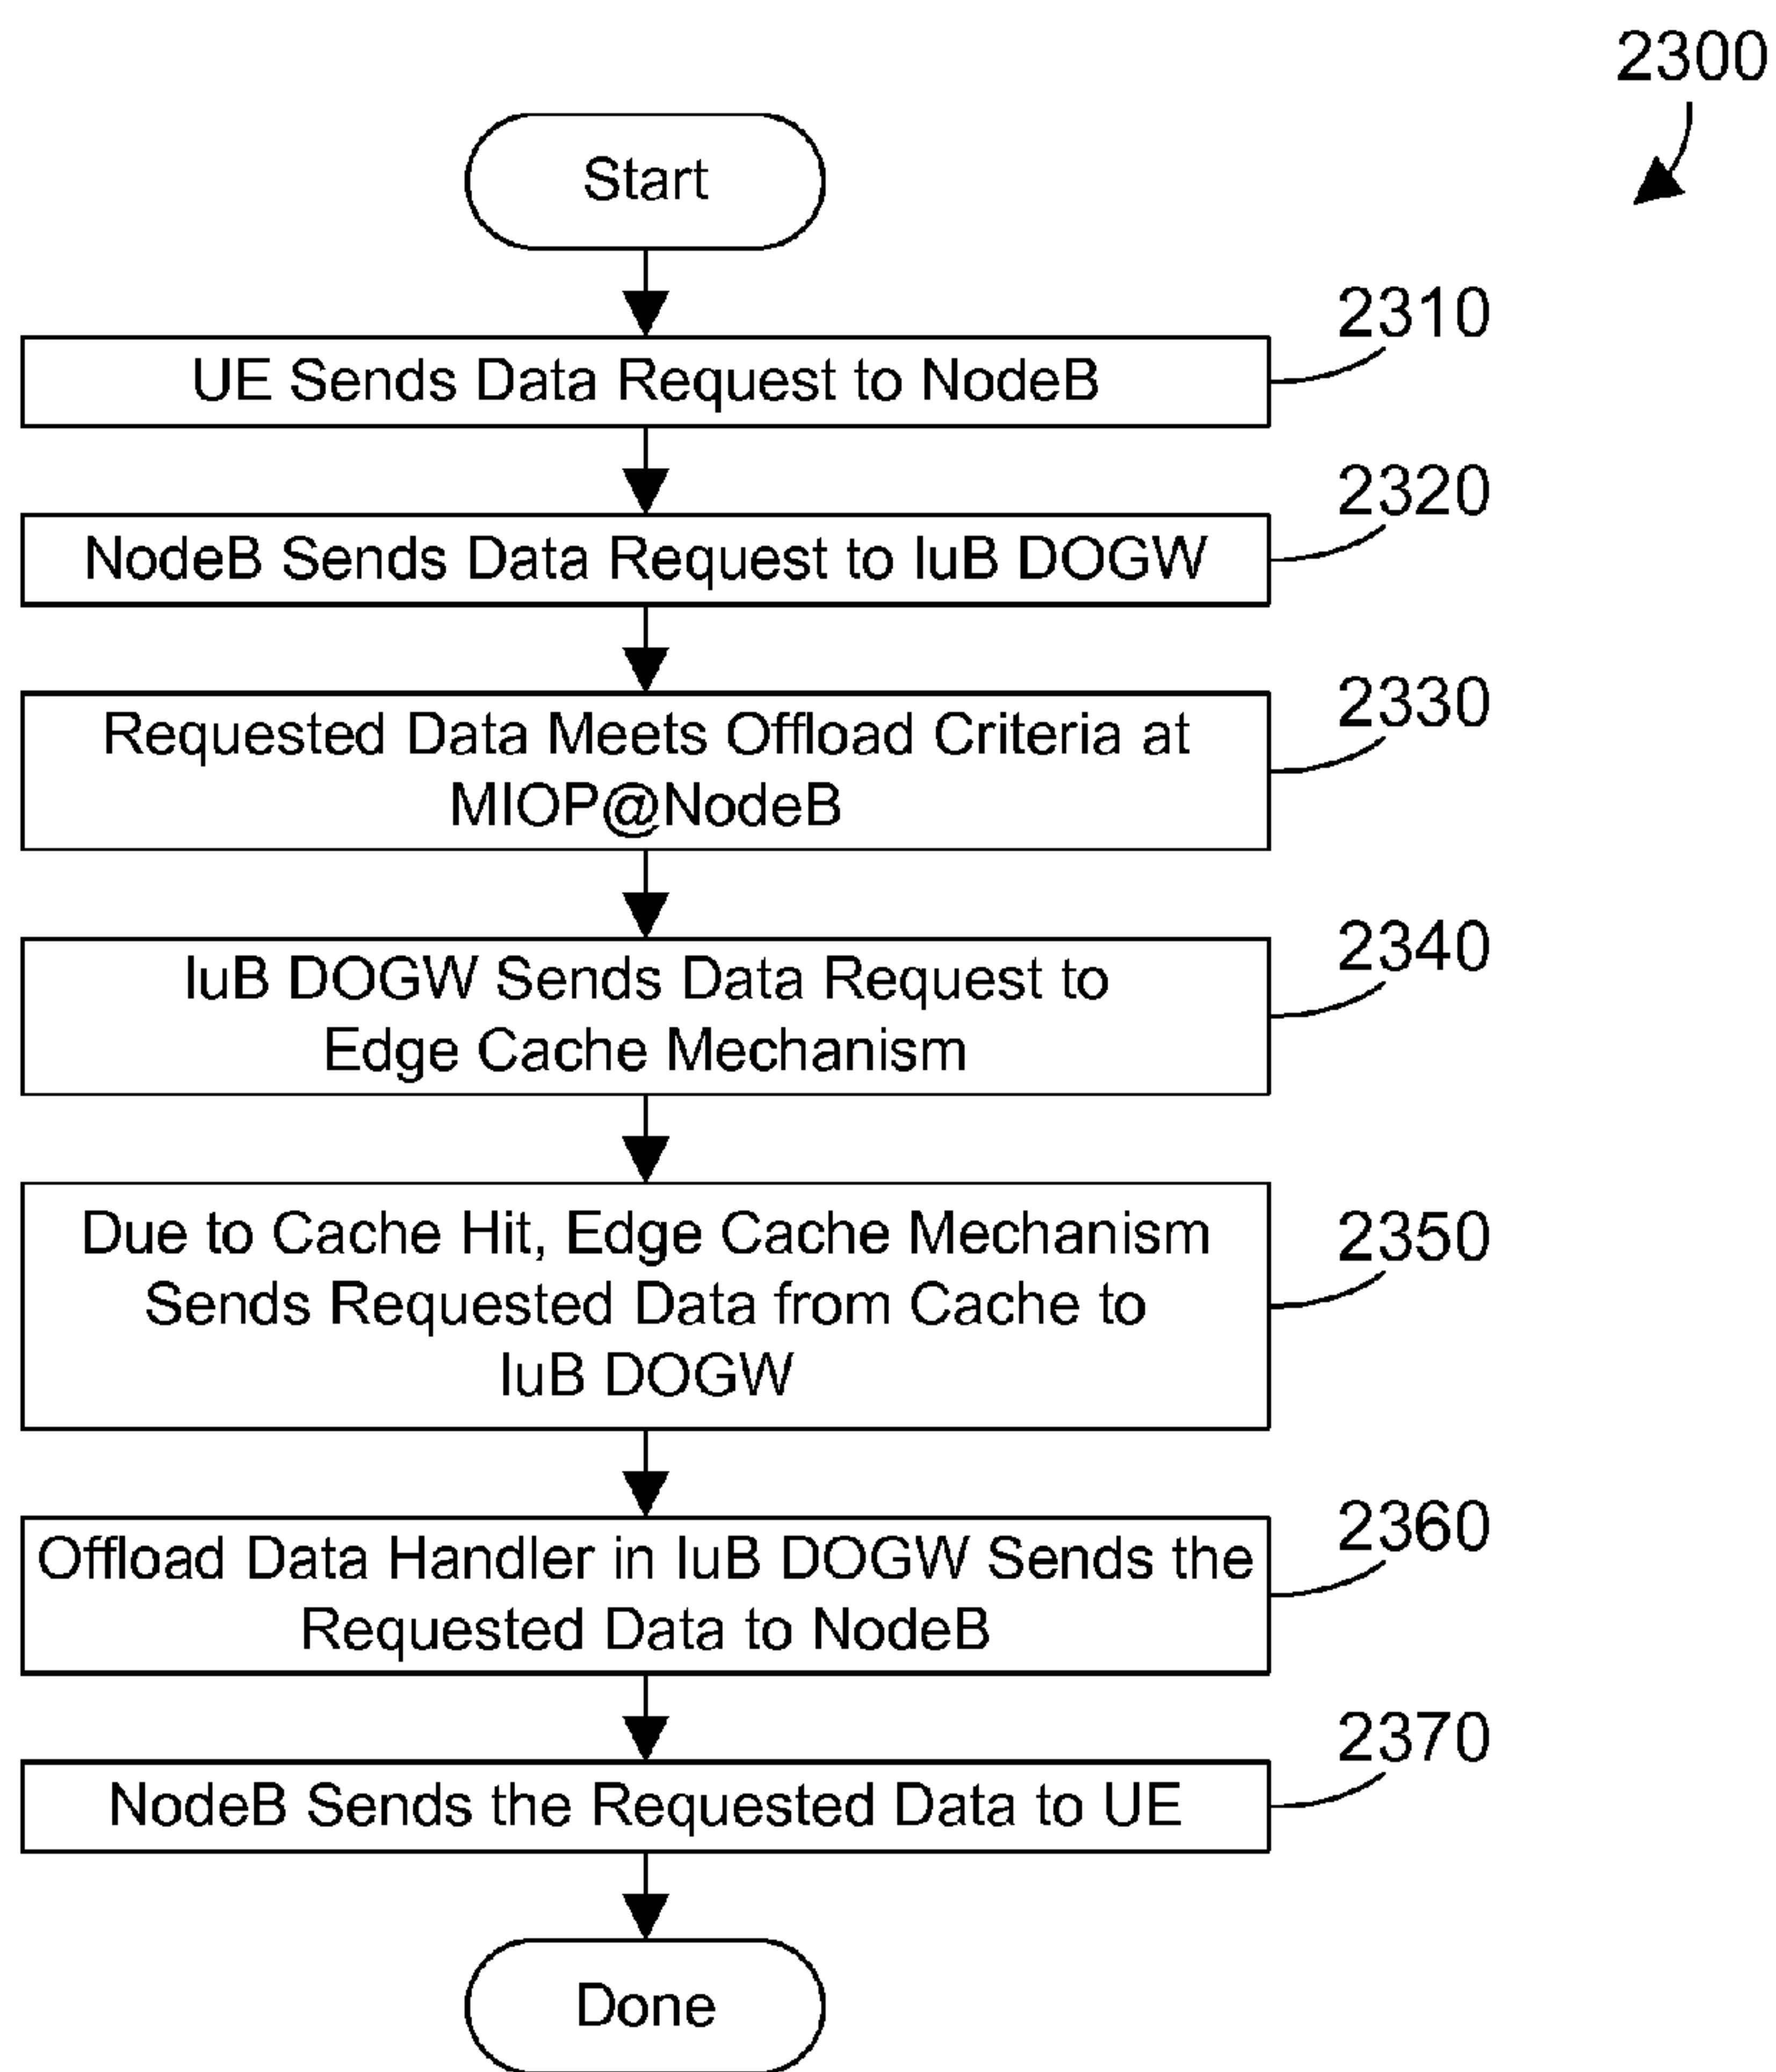 2300
Start
2310
UE Sends Data Request to NodeB
2320
NodeB Sends Data Request to IuB DOGW
2330
Requested Data Meets Offload Criteria at
MIOP@NodeB
2340
IuB DOGW Sends Data Request to
Edge Cache Mechanism
2350
Due to Cache Hit, Edge Cache Mechanism
Sends Requested Data from Cache to
IuB DOGW
2360
Offload Data Handler in IuB DOGW Sends the
Requested Data to NodeB
2370
NodeB Sends the Requested Data to UE
Done